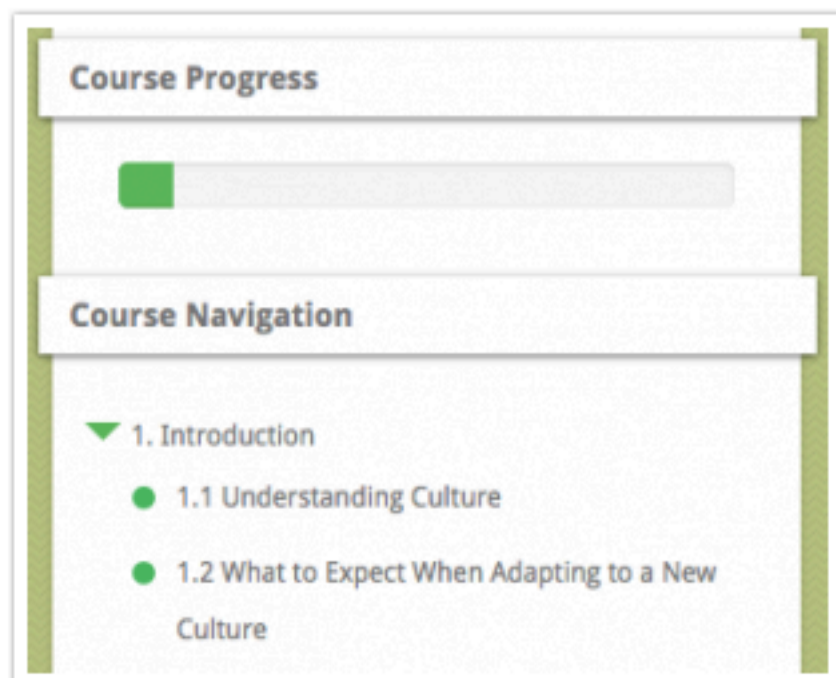 Course Progress
Course Navigation
1. Introduction
1.1 Understanding Culture
1.2 What to Expect When Adapting to a New
Culture